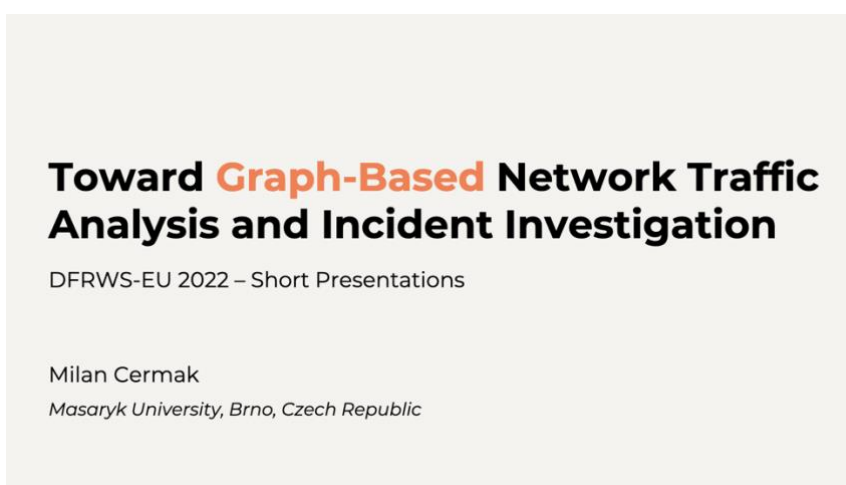 Toward Graph-Based Network Traffic
Analysis and Incident Investigation
DFRWS-EU 2022 – Short Presentations
Milan Cermak
Masaryk University, Brno, Czech Republic